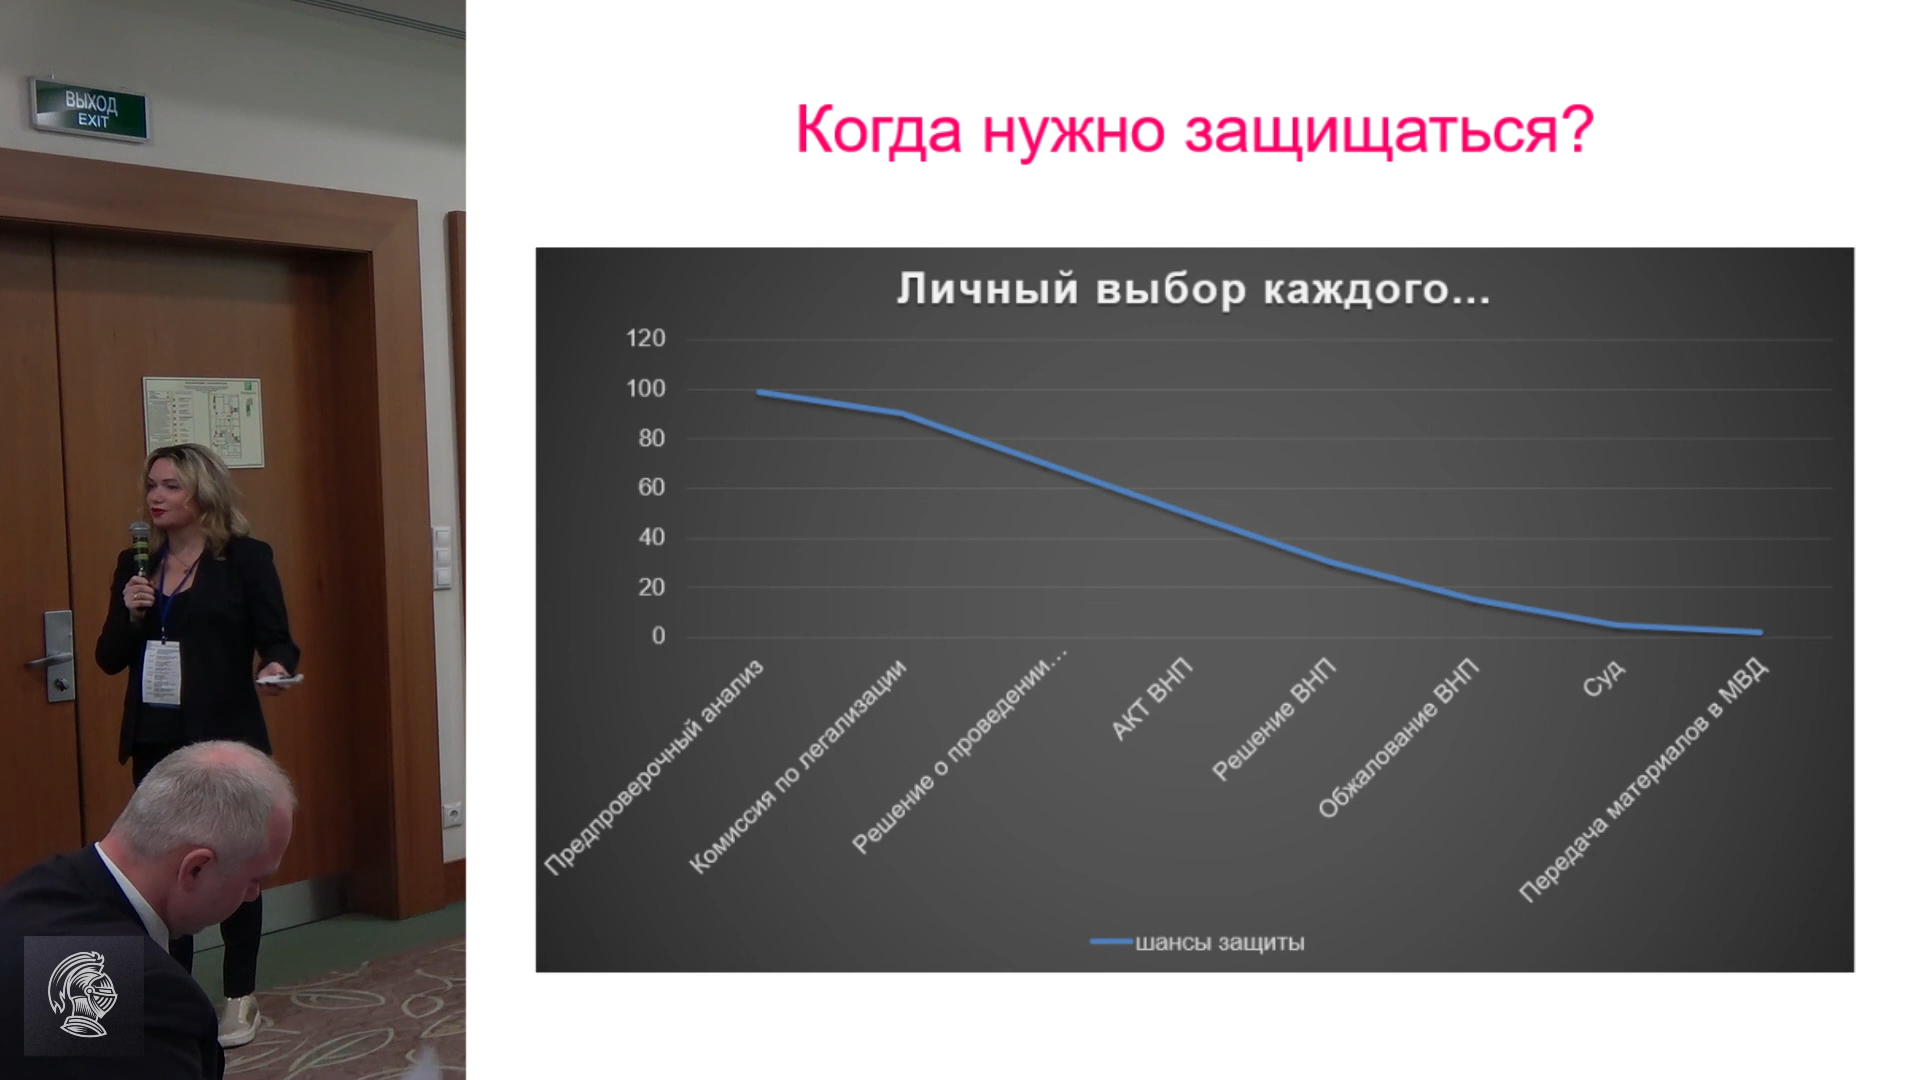 ВЫХОД
EXIT
Когда нужно защищаться?
Личный выбор каждого...
120
100
80
60
40
20
0
Предпроверочный анализ
Комиссия по легализации
Решение о проведении...
АКТ ВНП
Решение ВНП
Обжалование ВНП
Суд
Передача материалов в МВД
шансы защиты